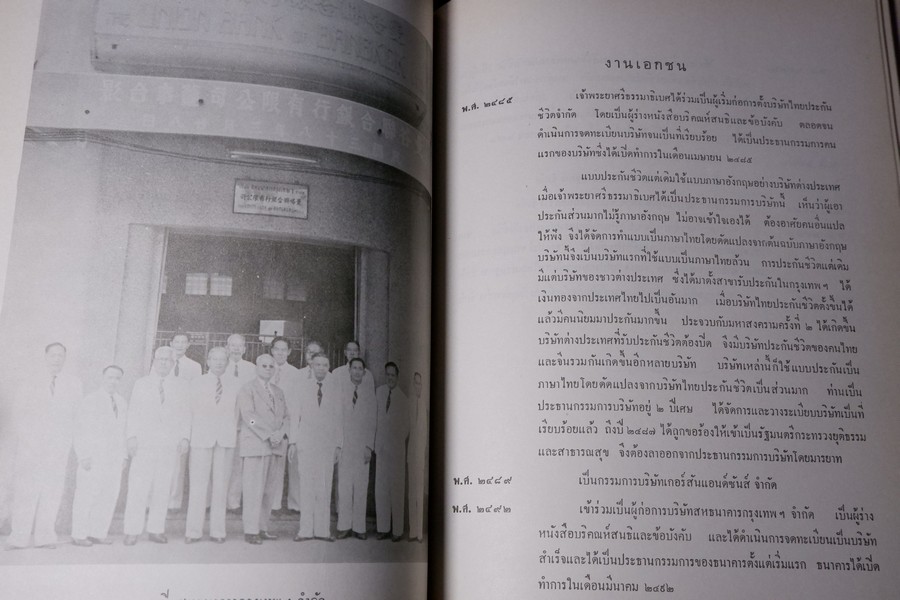 งานเอกชน
พ.ศ. ๒๔๘๕
เจ้าพระยาศรีธรรมาธิเบศได้ร่วมเป็นผู้เริ่มก่อการตั้งบริษัทไทยประกัน
ชีวิตจำกัด โดยเป็นผู้ร่างหนังสือบริคณห์สนธิและข้อบังคับ ตลอดจน
ดำเนินการจดทะเบียนบริษัทจนเป็นที่เรียบร้อย ได้เป็นประธานกรรมการคน
แรกของบริษัทซึ่งได้เปิดทำการในเดือนเมษายน ๒๔๘๕
แบบประกันชีวิตแต่เดิมใช้แบบภาษาอังกฤษอย่างบริษัทต่างประเทศ
เมื่อเจ้าพระยาศรีธรรมาธิเบศได้เป็นประธานกรรมการบริษัทนี้ เห็นว่าผู้เอา
ประกันส่วนมากไม่รู้ภาษาอังกฤษ ไม่อาจเข้าใจเองได้ ต้องอาศัยคนอื่นแปล
ให้ฟัง จึงได้จัดการทำแบบเป็นภาษาไทยโดยดัดแปลงจากต้นฉบับภาษาอังกฤษ
บริษัทนี้จึงเป็นบริษัทแรกที่ใช้แบบเป็นภาษาไทยล้วน การประกันชีวิตแต่เดิม
มีแต่บริษัทของชาวต่างประเทศ ซึ่งได้มาตั้งสาขารับประกันในกรุงเทพ ฯ ได้
เงินทองจากประเทศไทยไปเป็นอันมาก เมื่อบริษัทไทยประกันชีวิตตั้งขึ้นได้
แล้วมีคนนิยมมาประกันมากขึ้น ประจวบกับมหาสงครามครั้งที่ ๒ ได้เกิดขึ้น
บริษัทต่างประเทศที่รับประกันชีวิตต้องปิด จึงมีบริษัทประกันชีวิตของคนไทย
และจีนรวมกันเกิดขึ้นอีกหลายบริษัท บริษัทเหล่านี้ก็ใช้แบบประกันเป็น
ภาษาไทยโดยดัดแปลงจากบริษัทไทยประกันชีวิตเป็นส่วนมาก ท่านเป็น
ประธานกรรมการบริษัทอยู่ ๒ ปีเศษ ได้จัดการและวางระเบียบบริษัทเป็นที่
เรียบร้อยแล้ว ถึงปี ๒๔๘๗ ได้ถูกขอร้องให้เข้าเป็นรัฐมนตรีกระทรวงยุติธรรม
และสาธารณสุข จึงต้องลาออกจากประธานกรรมการบริษัทโดยมารยาท
พ.ศ. ๒๔๘๙
เป็นกรรมการบริษัทเกอร์สันแอนด์ซันส์ จำกัด
พ.ศ. ๒๔๙๒
เข้าร่วมเป็นผู้ก่อการบริษัทสหธนาคารกรุงเทพ ฯ จำกัด เป็นผู้ร่าง
หนังสือบริคณห์สนธิและข้อบังคับ และได้ดำเนินการจดทะเบียนเป็นบริษัท
สำเร็จและได้เป็นประธานกรรมการของธนาคารตั้งแต่เริ่มแรก ธนาคารได้เปิด
ทำการในเดือนมีนาคม ๒๔๙๒